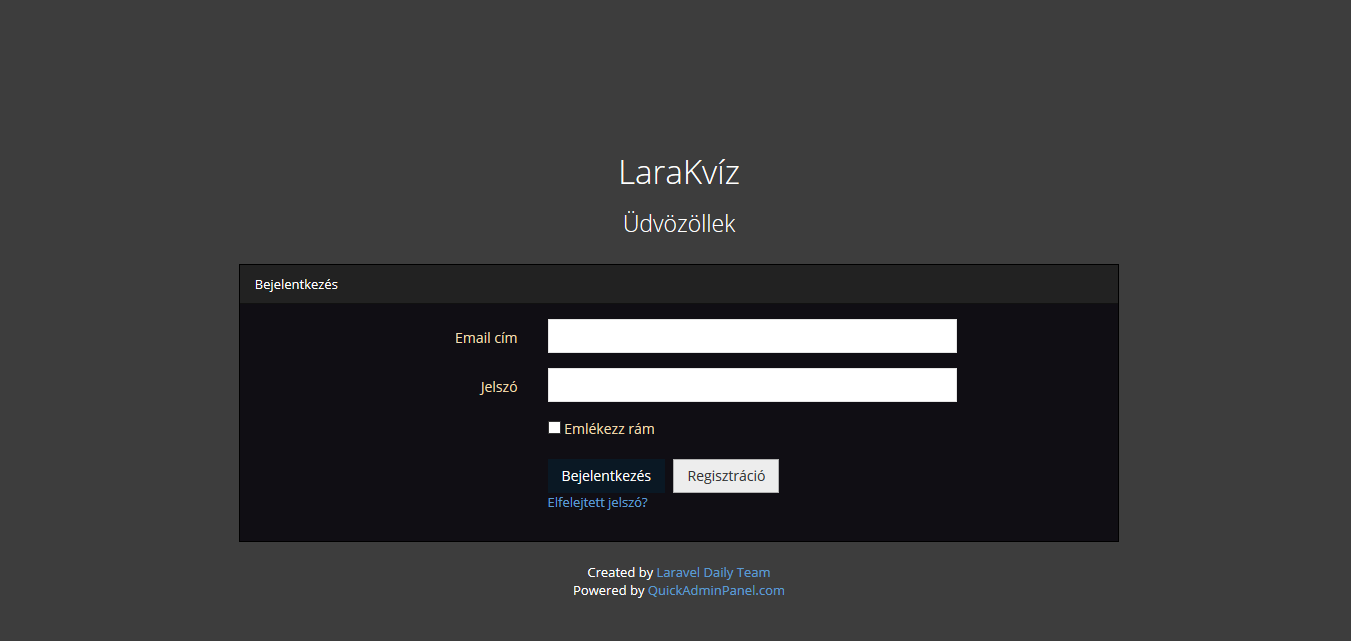 LaraKvíz
Üdvözöllek
Bejelentkezés
Email cím
Jelszó
Emlékezz rám
Bejelentkezés Regisztráció
Elfelejtett jelszó?
Created by Laravel Daily Team
Powered by QuickAdminPanel.com